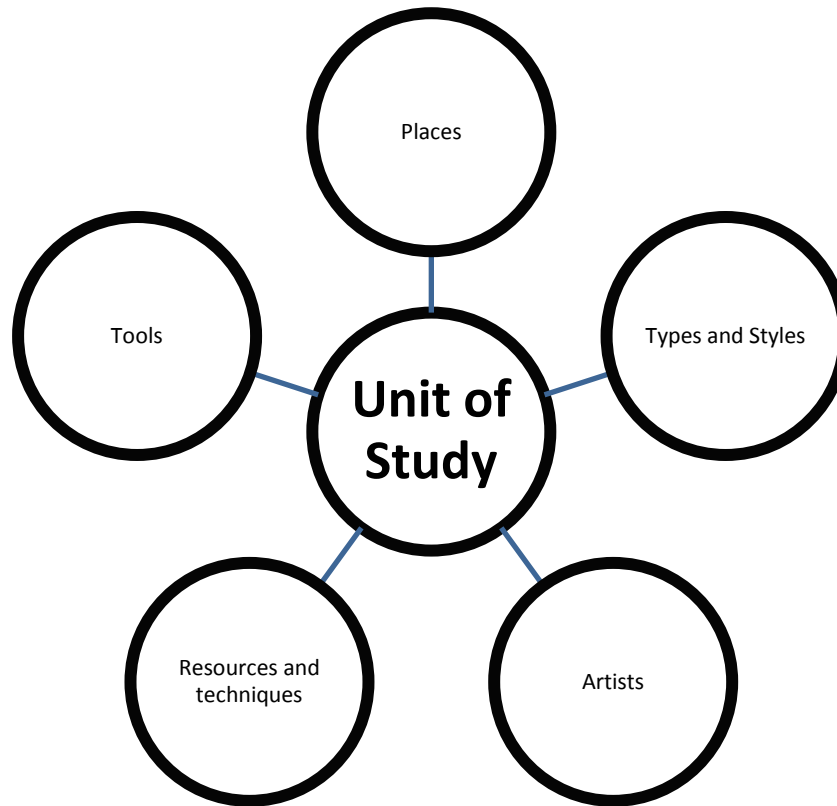 Places
Tools
Types and Styles
Unit of
Study
Resources and
techniques
Artists